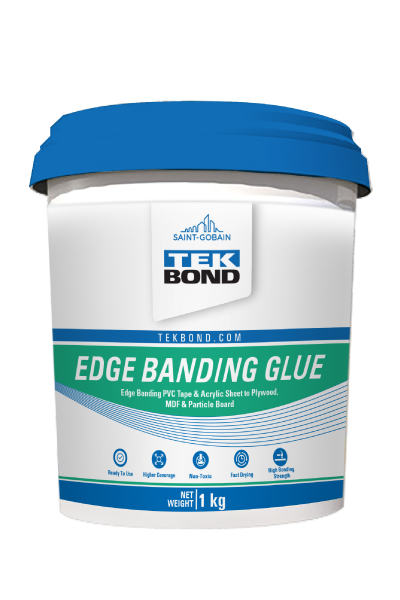 SAINT-GOBAIN
TEK
BOND
TEKBOND.COM
EDGE BANDING GLUE
Edge Banding PVC Tape & Acrylic Sheet to Plywood,
MDF & Particle Board
Ready To Use
Higher Coverage
Non-Toxic
Fast Drying
High Bonding
Strength
NET
WEIGHT 1 kg